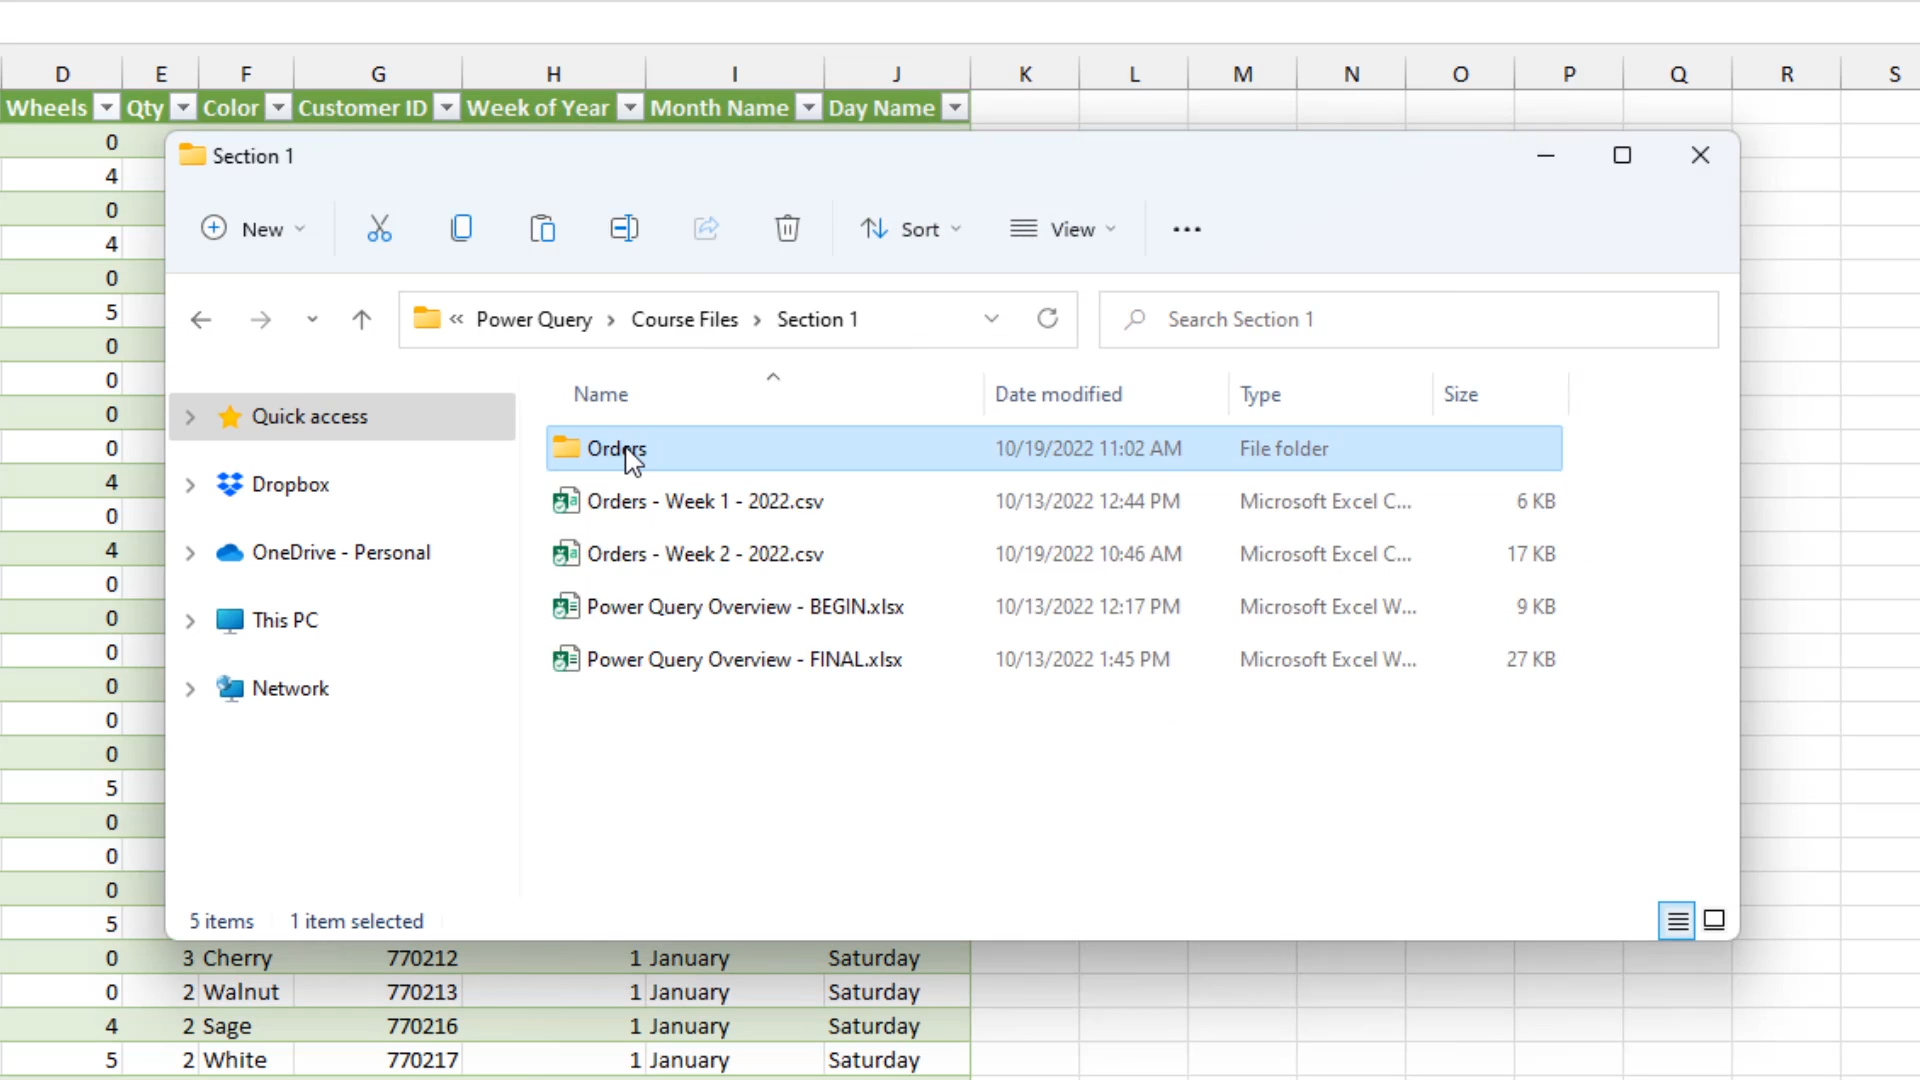 D E F G H I J K L M N O P Q R S
Wheels Qty Color Customer ID Week of Year Month Name Day Name
0
4
0
4
0
5
0
0
0
0
4
0
4
0
0
0
0
0
0
5
0
0
0
5
Section 1
New Sort View
« Power Query > Course Files > Section 1 Search Section 1
Quick access
Dropbox
OneDrive - Personal
This PC
Network
Name Date modified Type Size
Orders 10/19/2022 11:02 AM File folder
Orders - Week 1 - 2022.csv 10/13/2022 12:44 PM Microsoft Excel C... 6 KB
Orders - Week 2 - 2022.csv 10/19/2022 10:46 AM Microsoft Excel C... 17 KB
Power Query Overview - BEGIN.xlsx 10/13/2022 12:17 PM Microsoft Excel W... 9 KB
Power Query Overview - FINAL.xlsx 10/13/2022 1:45 PM Microsoft Excel W... 27 KB
5 items 1 item selected
0 3 Cherry 770212 1 January Saturday
0 2 Walnut 770213 1 January Saturday
4 2 Sage 770216 1 January Saturday
5 2 White 770217 1 January Saturday